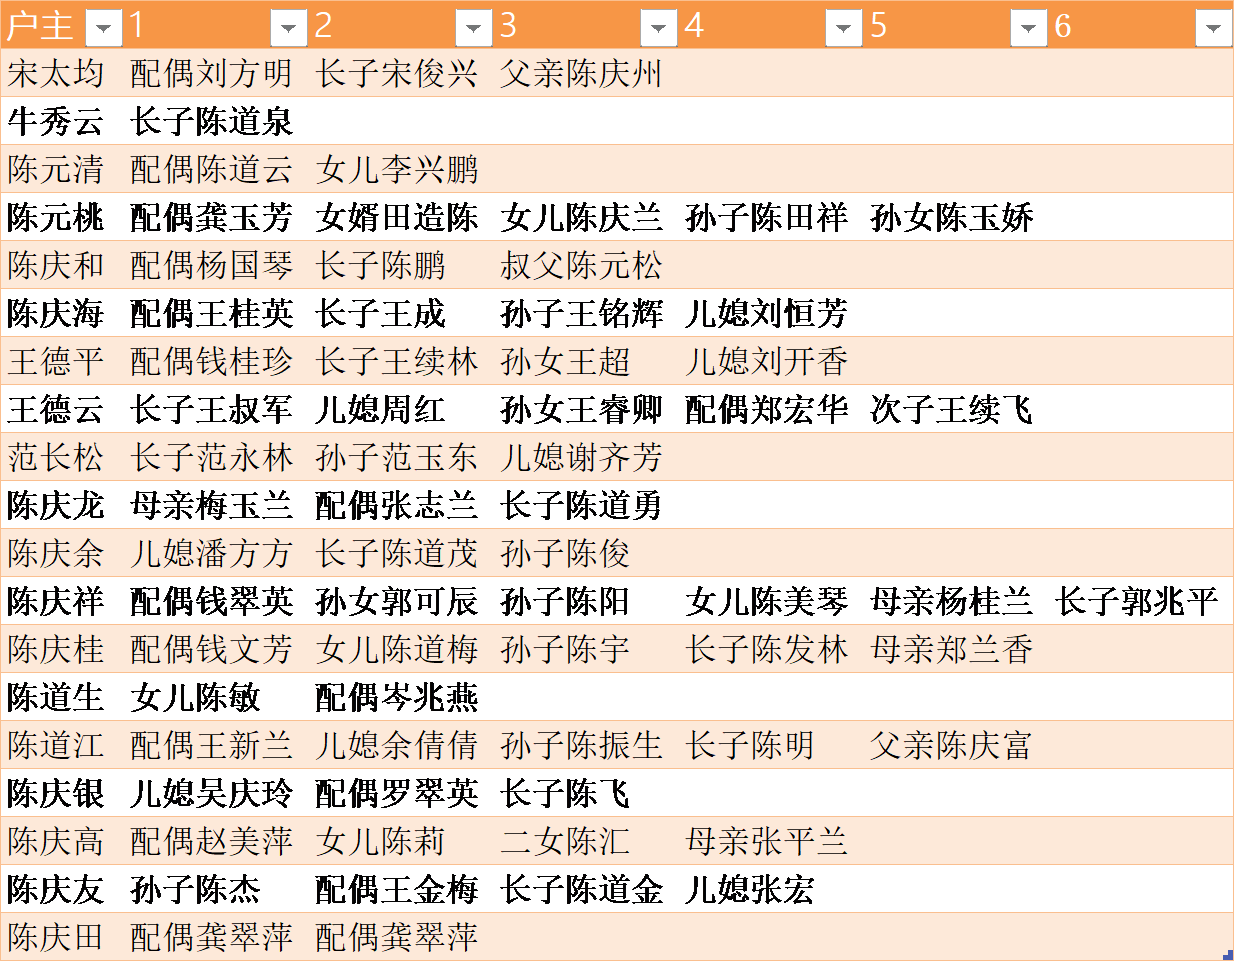 户主 1 2 3 4 5 6
宋太均 配偶刘方明 长子宋俊兴 父亲陈庆州
牛秀云 长子陈道泉
陈元清 配偶陈道云 女儿李兴鹏
陈元桃 配偶龚玉芳 女婿田造陈 女儿陈庆兰 孙子陈田祥 孙女陈玉娇
陈庆和 配偶杨国琴 长子陈鹏 叔父陈元松
陈庆海 配偶王桂英 长子王成 孙子王铭辉 儿媳刘恒芳
王德平 配偶钱桂珍 长子王续林 孙女王超 儿媳刘开香
王德云 长子王叔军 儿媳周红 孙女王睿卿 配偶郑宏华 次子王续飞
范长松 长子范永林 孙子范玉东 儿媳谢齐芳
陈庆龙 母亲梅玉兰 配偶张志兰 长子陈道勇
陈庆余 儿媳潘方方 长子陈道茂 孙子陈俊
陈庆祥 配偶钱翠英 孙女郭可辰 孙子陈阳 女儿陈美琴 母亲杨桂兰 长子郭兆平
陈庆桂 配偶钱文芳 女儿陈道梅 孙子陈宇 长子陈发林 母亲郑兰香
陈道生 女儿陈敏 配偶岑兆燕
陈道江 配偶王新兰 儿媳余倩倩 孙子陈振生 长子陈明 父亲陈庆富
陈庆银 儿媳吴庆玲 配偶罗翠英 长子陈飞
陈庆高 配偶赵美萍 女儿陈莉 二女陈汇 母亲张平兰
陈庆友 孙子陈杰 配偶王金梅 长子陈道金 儿媳张宏
陈庆田 配偶龚翠萍 配偶龚翠萍